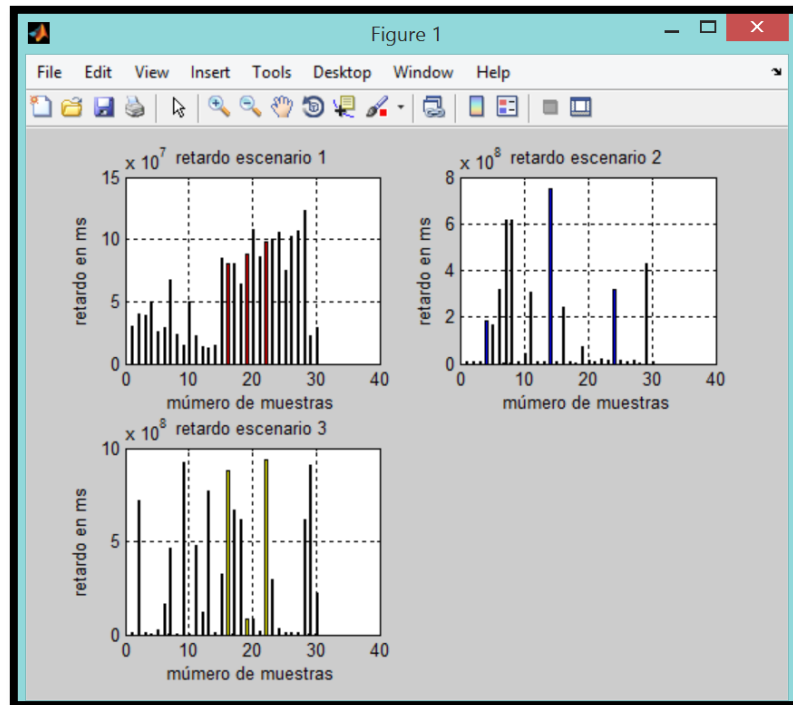 Figure 1
File Edit View Insert Tools Desktop Window Help
x 10^7 retardo escenario 1
15
10
5
0
retardo en ms
0 10 20 30 40
múmero de muestras
x 10^8 retardo escenario 2
8
6
4
2
0
retardo en ms
0 10 20 30 40
múmero de muestras
x 10^8 retardo escenario 3
10
5
0
retardo en ms
0 10 20 30 40
múmero de muestras